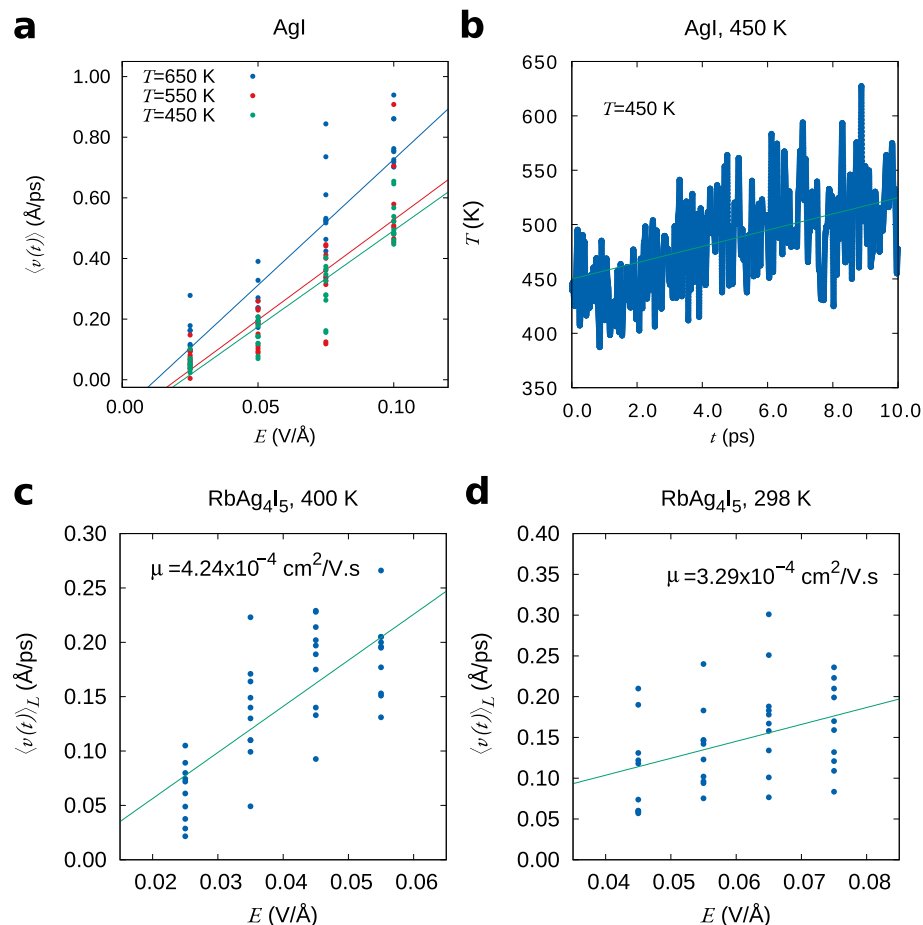 a
AgI
T=650 K
T=550 K
T=450 K
1.00
0.80
0.60
0.40
0.20
0.00
⟨v(t)⟩ (Å/ps)
0.00 0.05 0.10
E (V/Å)
b
AgI, 450 K
T=450 K
650
600
550
500
450
400
350
T (K)
0.0 2.0 4.0 6.0 8.0 10.0
t (ps)
c
RbAg₄I₅, 400 K
μ =4.24x10⁻⁴ cm²/V.s
0.30
0.25
0.20
0.15
0.10
0.05
0.00
⟨v(t)⟩_L (Å/ps)
0.02 0.03 0.04 0.05 0.06
E (V/Å)
d
RbAg₄I₅, 298 K
μ =3.29x10⁻⁴ cm²/V.s
0.40
0.35
0.30
0.25
0.20
0.15
0.10
0.05
0.00
⟨v(t)⟩_L (Å/ps)
0.04 0.05 0.06 0.07 0.08
E (V/Å)